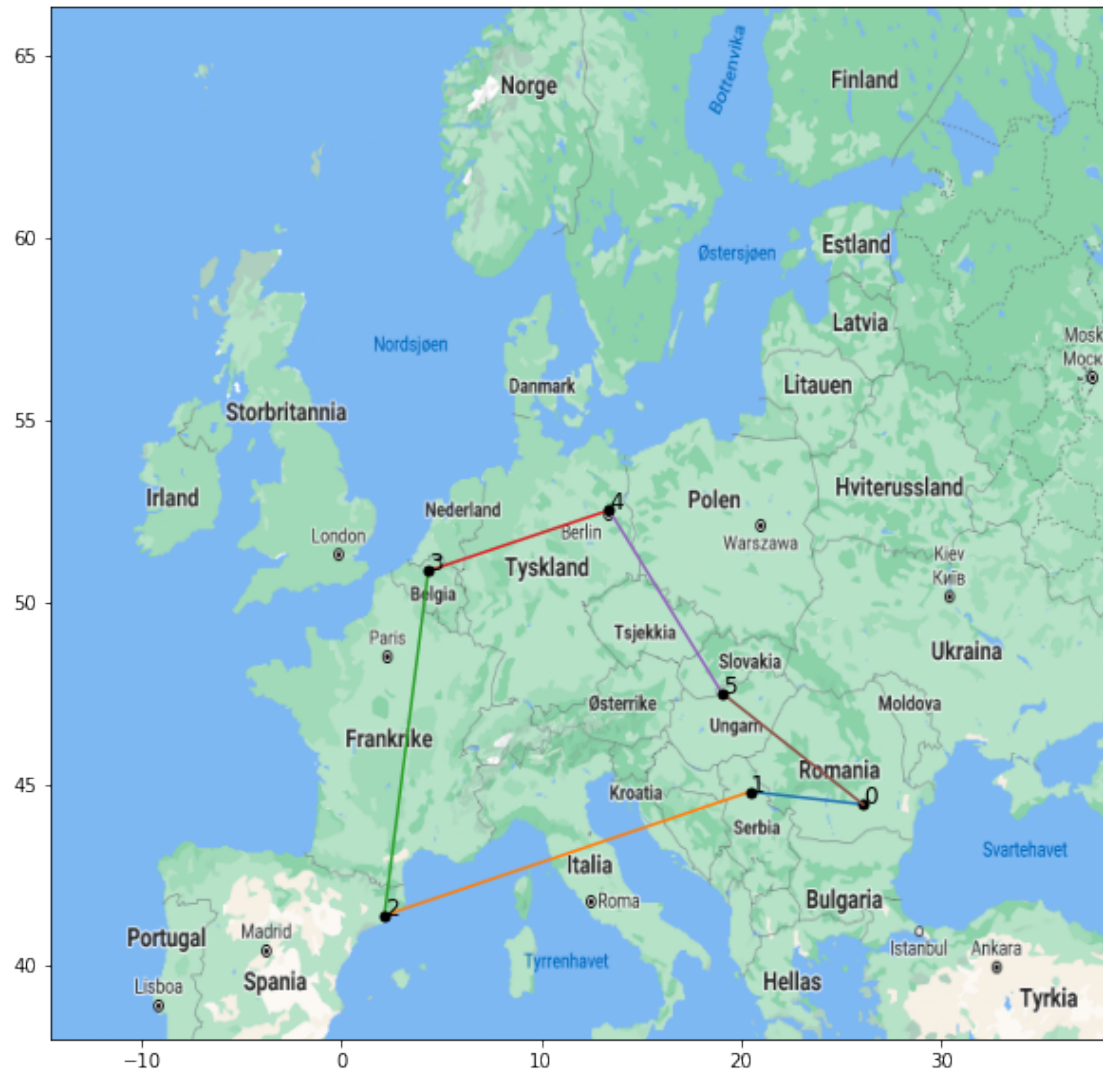 65
60
55
50
45
40
−10
0
10
20
30
Norge
Finland
Bottenvika
Østersjøen
Estland
Latvia
Litauen
Nordsjøen
Danmark
Storbritannia
Irland
London
Nederland
Berlin
4
Polen
Warszawa
Hviterussland
Mosk
Моск
Kiev
Київ
3
Belgia
Tyskland
Paris
Tsjekkia
Slovakia
Ukraina
5
Østerrike
Ungarn
Moldova
Frankrike
Romania
Kroatia
1
0
Serbia
Svartehavet
Italia
Roma
Bulgaria
2
Portugal
Madrid
Lisboa
Spania
Tyrrenhavet
Hellas
Istanbul
Ankara
Tyrkia